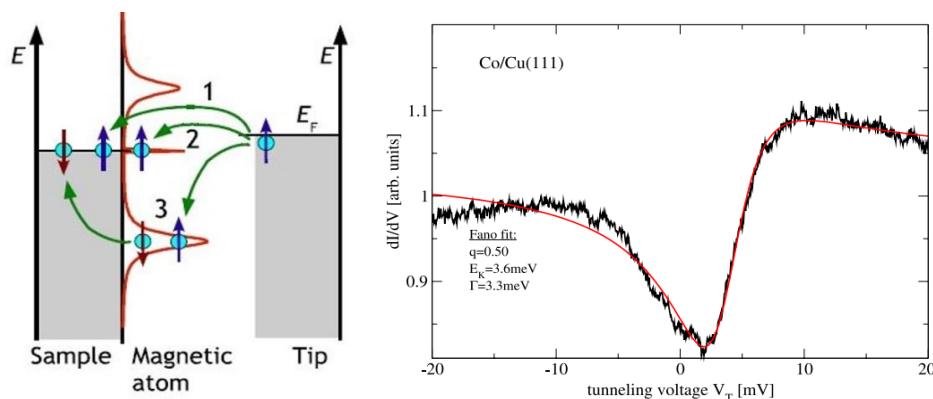 E
E
1
E_F
2
3
Sample
Magnetic
atom
Tip
Co/Cu(111)
dI/dV [arb. units]
1.1
1
0.9
Fano fit:
q=0.50
E_K=3.6meV
Γ=3.3meV
-20 -10 0 10 20
tunneling voltage V_T [mV]